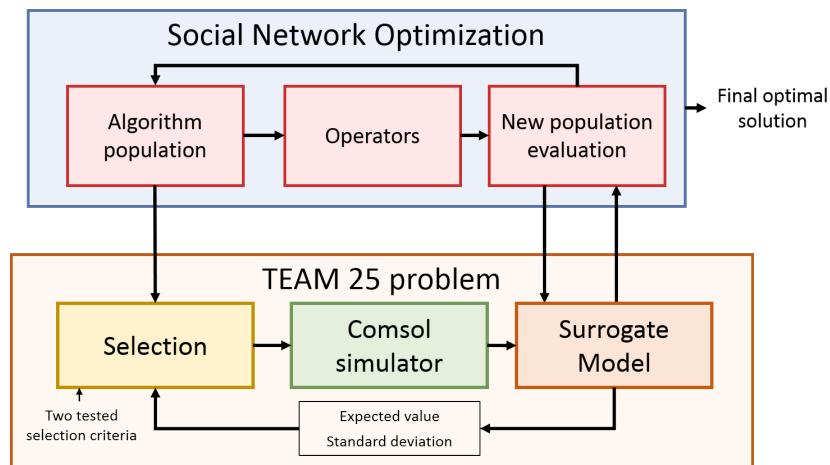 Social Network Optimization
Algorithm
population
Operators
New population
evaluation
Final optimal
solution
TEAM 25 problem
Selection
Comsol
simulator
Surrogate
Model
Two tested
selection criteria
Expected value
Standard deviation